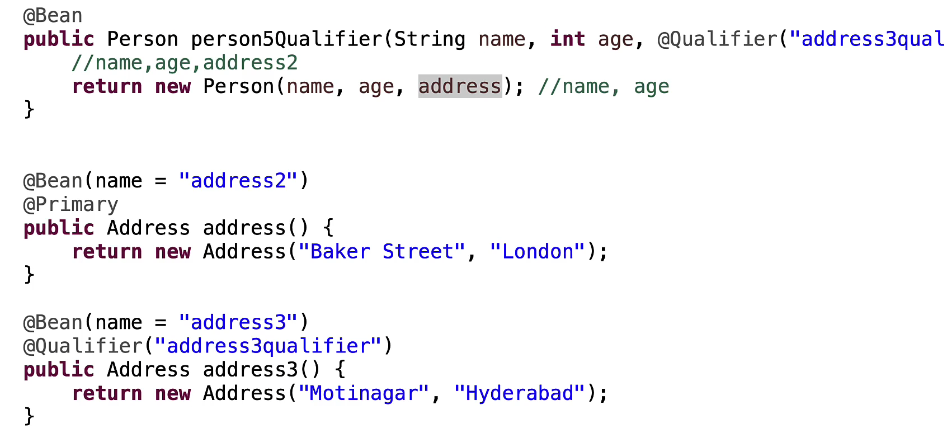 @Bean
public Person person5Qualifier(String name, int age, @Qualifier("address3qual
    //name,age,address2
    return new Person(name, age, address); //name, age
}
@Bean(name = "address2")
@Primary
public Address address() {
    return new Address("Baker Street", "London");
}
@Bean(name = "address3")
@Qualifier("address3qualifier")
public Address address3() {
    return new Address("Motinagar", "Hyderabad");
}